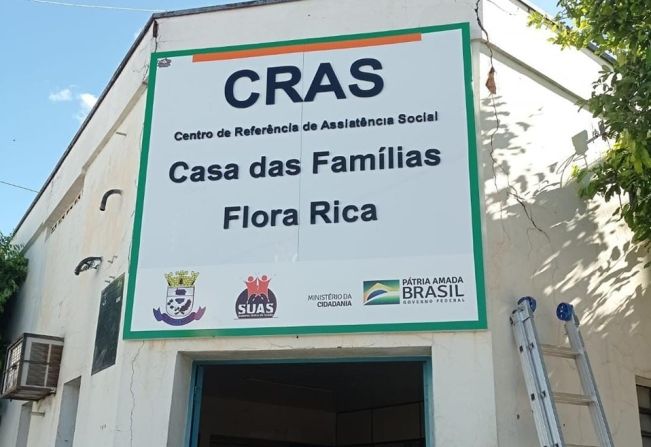 CRAS
Centro de Referência de Assiatência Social
Casa das Famílias
Flora Rica
SUAS
MINISTÉRIO DA
CIDADANIA
PÁTRIA AMADA
BRASIL
GOVERNO FEDERAL